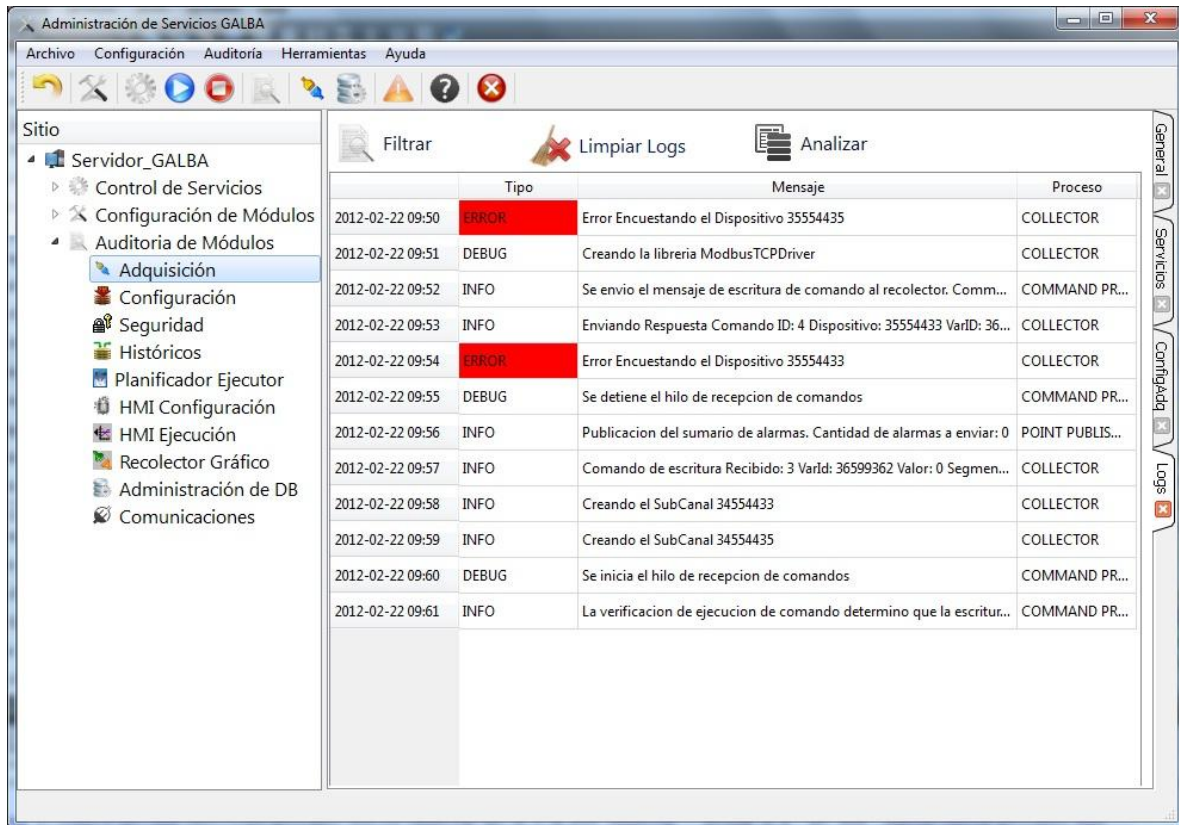 Administración de Servicios GALBA
Archivo Configuración Auditoría Herramientas Ayuda
Sitio
Servidor_GALBA
Control de Servicios
Configuración de Módulos
Auditoria de Módulos
Adquisición
Configuración
Seguridad
Históricos
Planificador Ejecutor
HMI Configuración
HMI Ejecución
Recolector Gráfico
Administración de DB
Comunicaciones
Filtrar Limpiar Logs Analizar
Tipo Mensaje Proceso
2012-02-22 09:50 ERROR Error Encuestando el Dispositivo 35554435 COLLECTOR
2012-02-22 09:51 DEBUG Creando la libreria ModbusTCPDriver COLLECTOR
2012-02-22 09:52 INFO Se envio el mensaje de escritura de comando al recolector. Comm... COMMAND PR...
2012-02-22 09:53 INFO Enviando Respuesta Comando ID: 4 Dispositivo: 35554433 VarID: 36... COLLECTOR
2012-02-22 09:54 ERROR Error Encuestando el Dispositivo 35554433 COLLECTOR
2012-02-22 09:55 DEBUG Se detiene el hilo de recepcion de comandos COMMAND PR...
2012-02-22 09:56 INFO Publicacion del sumario de alarmas. Cantidad de alarmas a enviar: 0 POINT PUBLIS...
2012-02-22 09:57 INFO Comando de escritura Recibido: 3 VarId: 36599362 Valor: 0 Segmen... COLLECTOR
2012-02-22 09:58 INFO Creando el SubCanal 34554433 COLLECTOR
2012-02-22 09:59 INFO Creando el SubCanal 34554435 COLLECTOR
2012-02-22 09:60 DEBUG Se inicia el hilo de recepcion de comandos COMMAND PR...
2012-02-22 09:61 INFO La verificacion de ejecucion de comando determino que la escritur... COMMAND PR...
General
Servicios
ConfigAdq
Logs